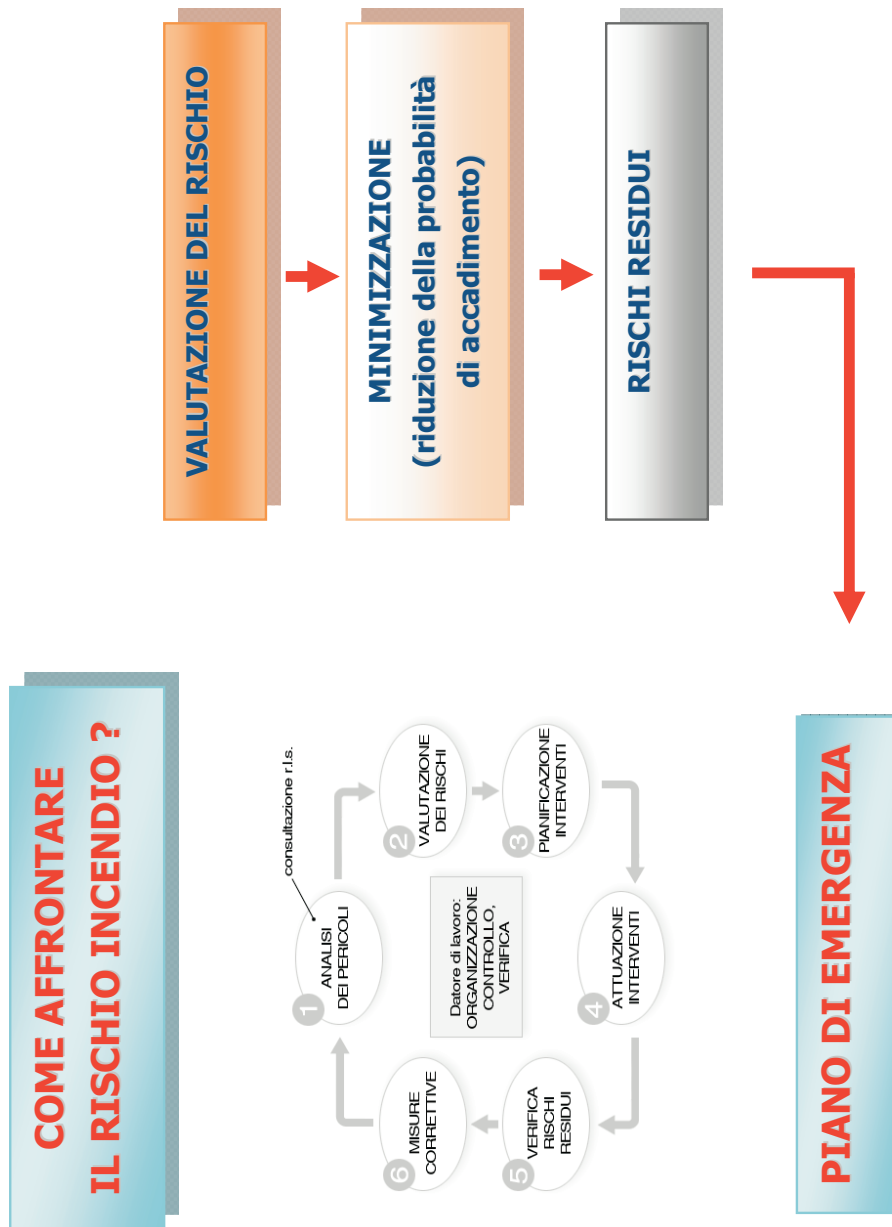 COME AFFRONTARE
IL RISCHIO INCENDIO ?
VALUTAZIONE DEL RISCHIO
MINIMIZZAZIONE
(riduzione della probabilità
di accadimento)
RISCHI RESIDUI
consultazione r.l.s.
1
ANALISI
DEI PERICOLI
2
VALUTAZIONE
DEI RISCHI
3
PIANIFICAZIONE
INTERVENTI
4
ATTUAZIONE
INTERVENTI
5
VERIFICA
RISCHI
RESIDUI
6
MISURE
CORRETTIVE
Datore di lavoro:
ORGANIZZAZIONE
CONTROLLO,
VERIFICA
PIANO DI EMERGENZA